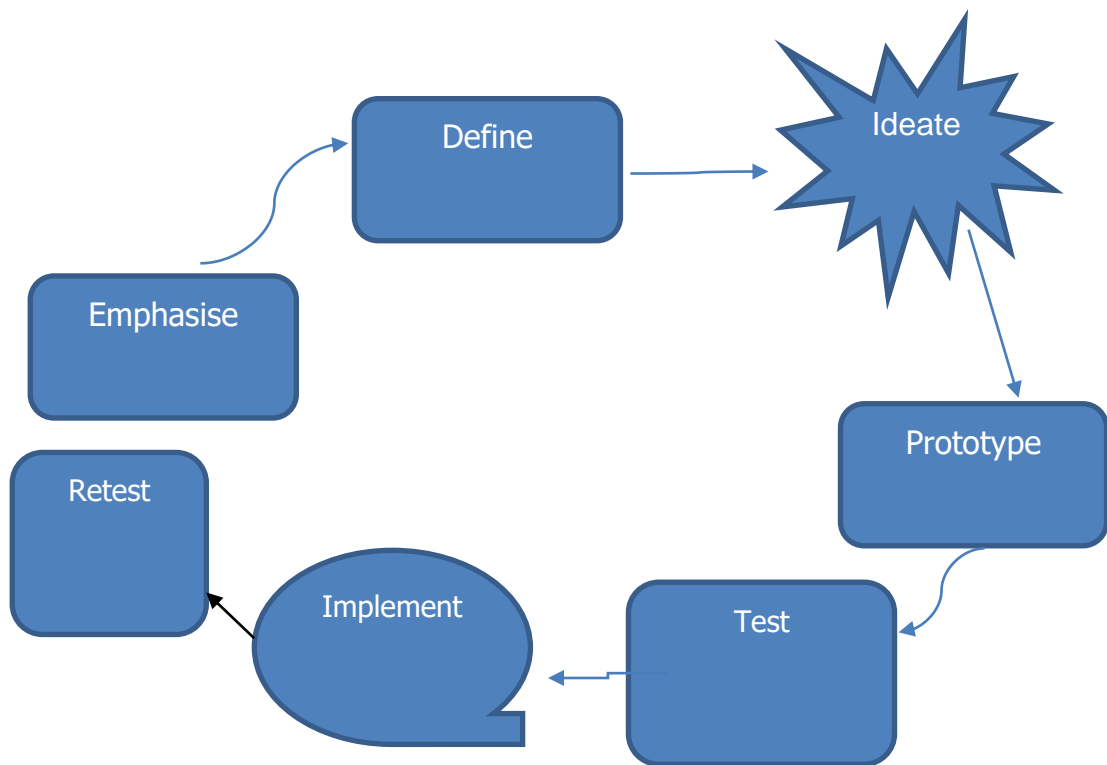 Emphasise
Define
Ideate
Prototype
Test
Implement
Retest